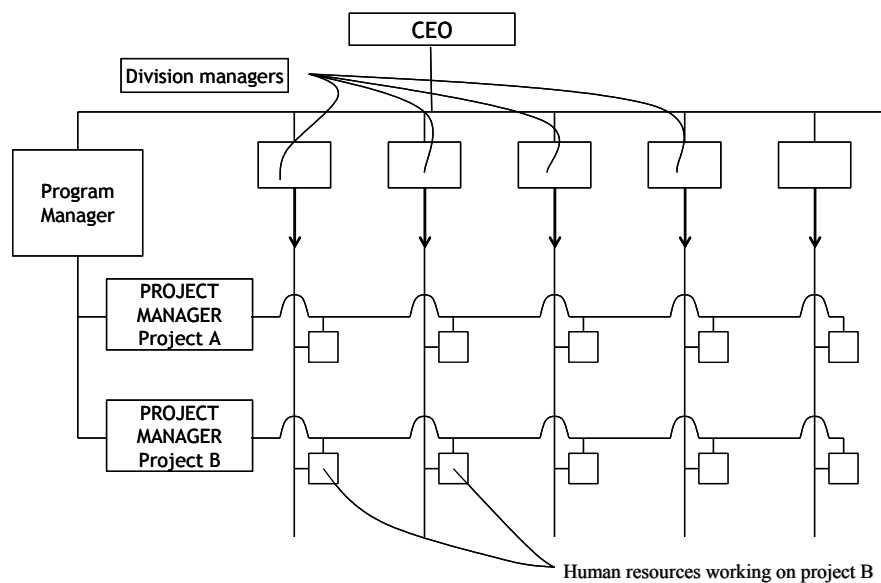 CEO
Division managers
Program
Manager
PROJECT
MANAGER
Project A
PROJECT
MANAGER
Project B
Human resources working on project B